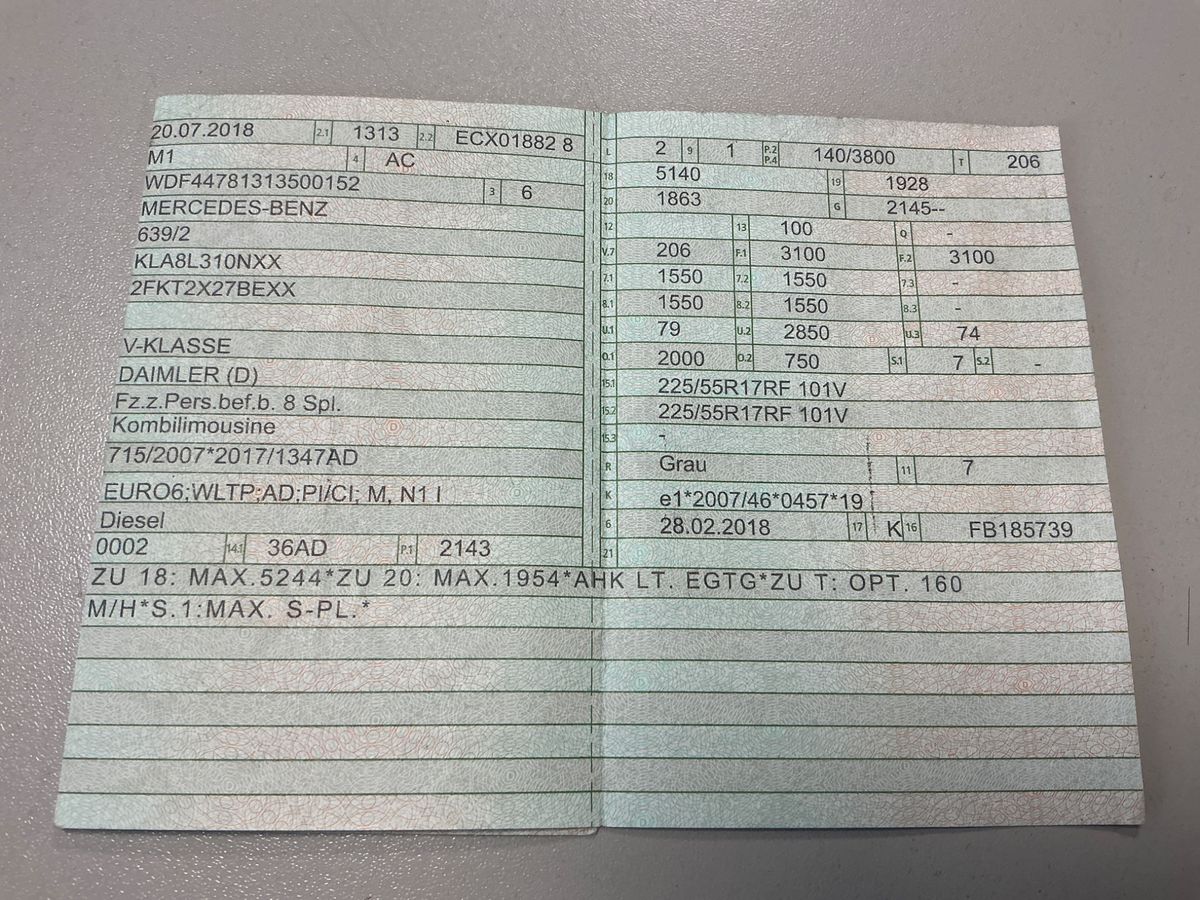 20.07.2018 2.1 1313 2.2 ECX01882 8
M1 4 AC
WDF44781313500152 3 6
MERCEDES-BENZ
639/2
KLA8L310NXX
2FKT2X27BEXX
V-KLASSE
DAIMLER (D)
Fz.z.Pers.bef.b. 8 Spl.
Kombilimousine
715/2007*2017/1347AD
EURO6;WLTP;AD;PI/CI; M, N1 I
Diesel
0002 14.1 36AD P.1 2143
L 2 9 1 P.2 P.4 140/3800 T 206
18 5140 19 1928
20 1863 G 2145--
12 13 100 Q -
V.7 206 F.1 3100 F.2 3100
7.1 1550 7.2 1550 7.3 -
8.1 1550 8.2 1550 8.3 -
U.1 79 U.2 2850 U.3 74
O.1 2000 O.2 750 S.1 7 S.2 -
15.1 225/55R17RF 101V
15.2 225/55R17RF 101V
15.3 -
R Grau 11 7
K e1*2007/46*0457*19
6 28.02.2018 17 K 16 FB185739
21
ZU 18: MAX.5244*ZU 20: MAX.1954*AHK LT. EGTG*ZU T: OPT. 160
M/H*S.1:MAX. S-PL.*